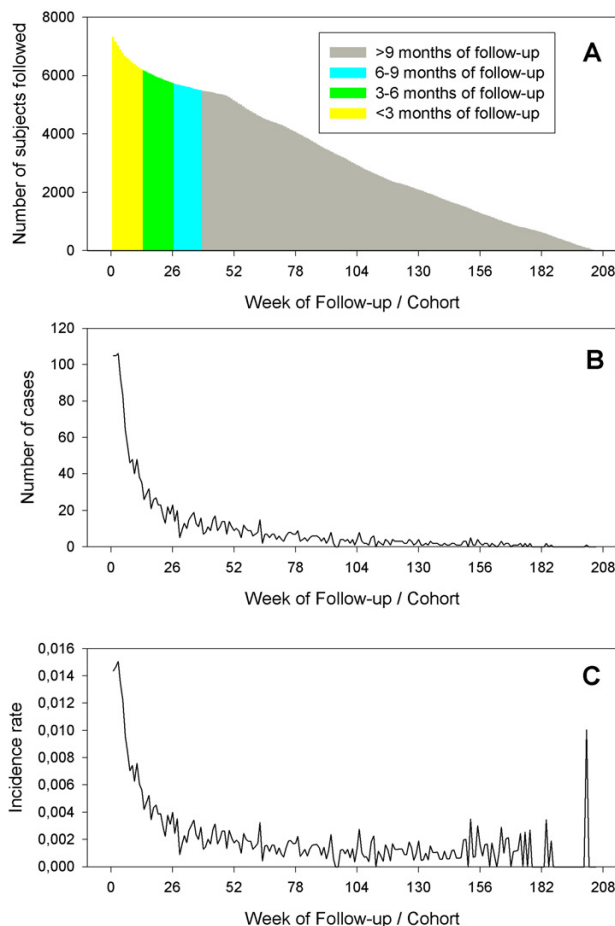 8000
6000
4000
2000
0
Number of subjects followed
A
>9 months of follow-up
6-9 months of follow-up
3-6 months of follow-up
<3 months of follow-up
0 26 52 78 104 130 156 182 208
Week of Follow-up / Cohort
120
100
80
60
40
20
0
Number of cases
B
0 26 52 78 104 130 156 182 208
Week of Follow-up / Cohort
0,016
0,014
0,012
0,010
0,008
0,006
0,004
0,002
0,000
Incidence rate
C
0 26 52 78 104 130 156 182 208
Week of Follow-up / Cohort